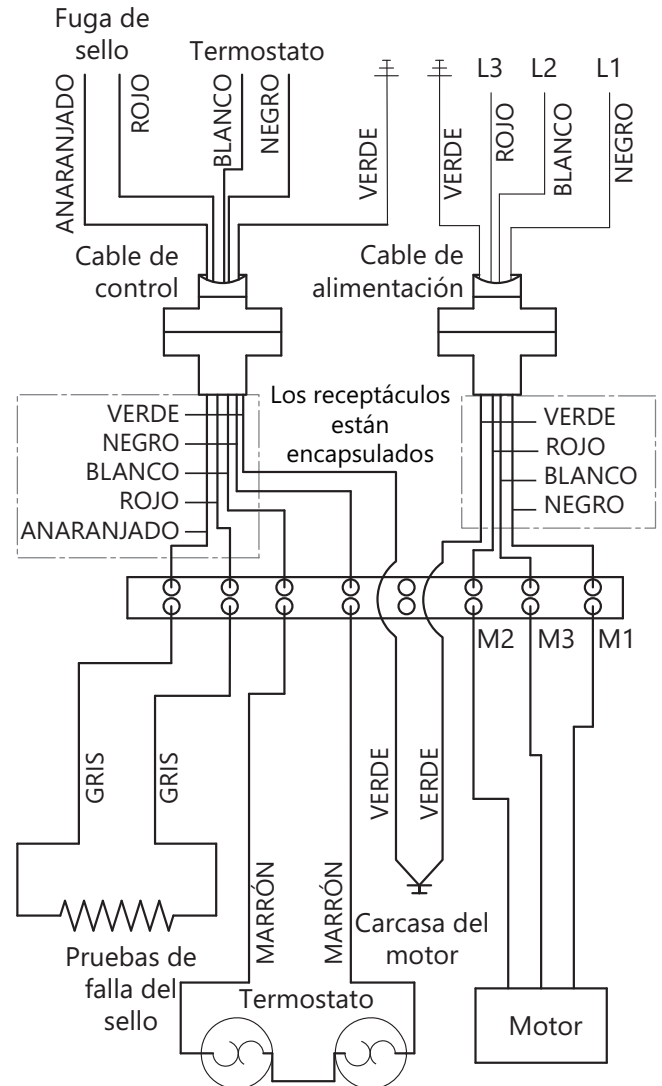 Fuga de
sello
Termostato
ANARANJADO
ROJO
BLANCO
NEGRO
VERDE
VERDE
L3
ROJO
L2
BLANCO
L1
NEGRO
Cable de
control
Cable de
alimentación
VERDE
NEGRO
BLANCO
ROJO
ANARANJADO
Los receptáculos
están
encapsulados
VERDE
ROJO
BLANCO
NEGRO
M2
M3
M1
GRIS
GRIS
MARRÓN
MARRÓN
VERDE
VERDE
Carcasa del
motor
Pruebas de
falla del
sello
Termostato
Motor